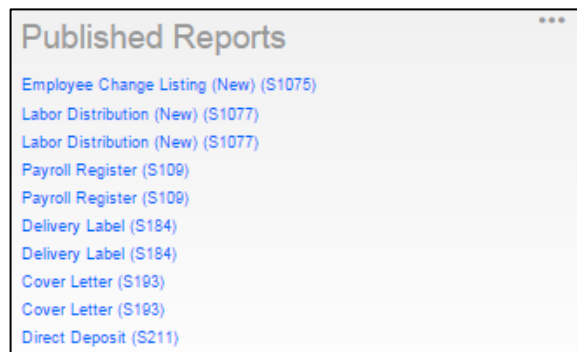 Published Reports
Employee Change Listing (New) (S1075)
Labor Distribution (New) (S1077)
Labor Distribution (New) (S1077)
Payroll Register (S109)
Payroll Register (S109)
Delivery Label (S184)
Delivery Label (S184)
Cover Letter (S193)
Cover Letter (S193)
Direct Deposit (S211)